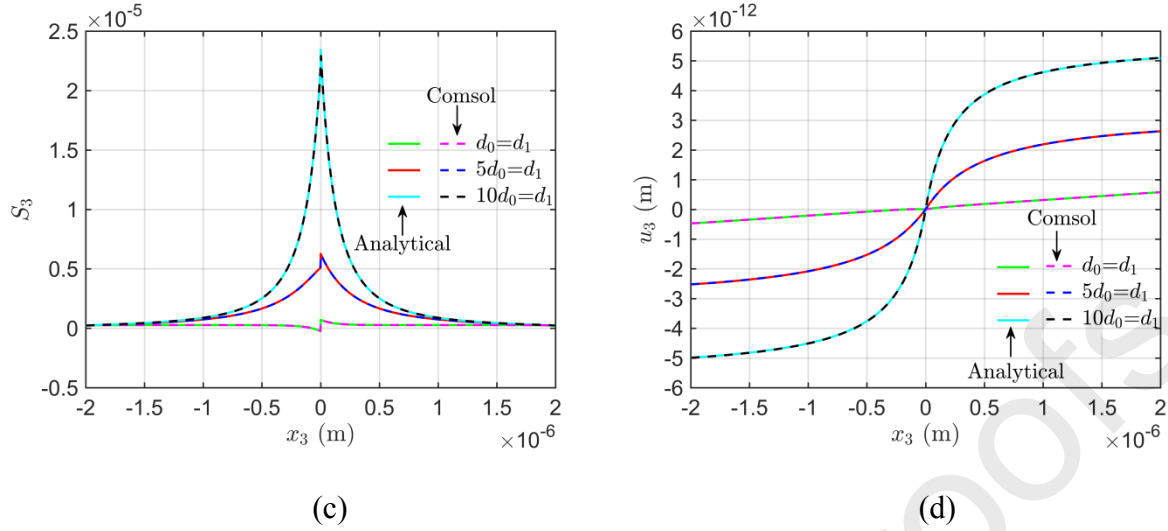 ×10⁻⁵
2.5
2
1.5
1
0.5
0
-0.5
S₃
-2 -1.5 -1 -0.5 0 0.5 1 1.5 2
x₃ (m)
×10⁻⁶
Comsol
d₀=d₁
5d₀=d₁
10d₀=d₁
Analytical
(c)
×10⁻¹²
6
5
4
3
2
1
0
-1
-2
-3
-4
-5
-6
u₃ (m)
-2 -1.5 -1 -0.5 0 0.5 1 1.5 2
x₃ (m)
×10⁻⁶
Comsol
d₀=d₁
5d₀=d₁
10d₀=d₁
Analytical
(d)
oofs